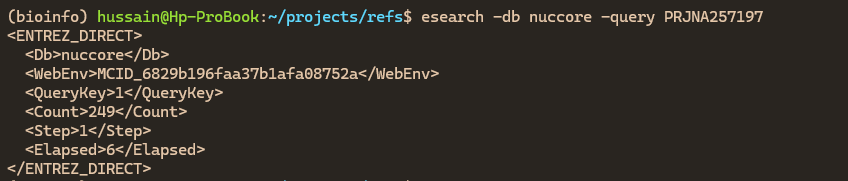 (bioinfo) hussain@Hp-ProBook:~/projects/refs$ esearch -db nuccore -query PRJNA257197
<ENTREZ_DIRECT>
  <Db>nuccore</Db>
  <WebEnv>MCID_6829b196faa37b1afa08752a</WebEnv>
  <QueryKey>1</QueryKey>
  <Count>249</Count>
  <Step>1</Step>
  <Elapsed>6</Elapsed>
</ENTREZ_DIRECT>